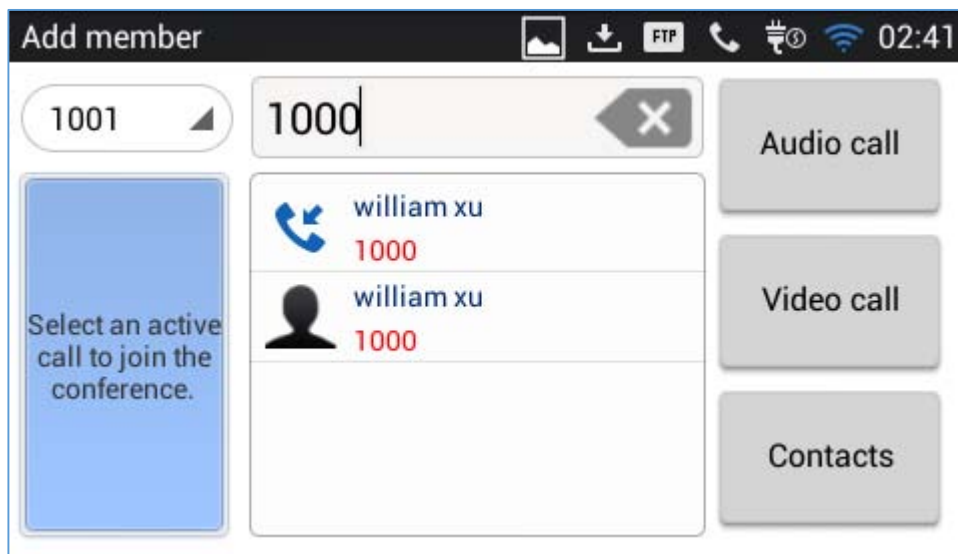 Add member
FTP
02:41
1001
1000
Audio call
william xu
1000
william xu
1000
Video call
Select an active
call to join the
conference.
Contacts